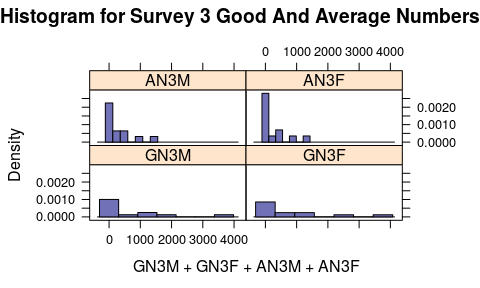 Histogram for Survey 3 Good And Average Numbers
0 1000 2000 3000 4000
AN3M AN3F
0.0020
0.0010
0.0000
Density
GN3M GN3F
0.0020
0.0010
0.0000
0 1000 2000 3000 4000
GN3M + GN3F + AN3M + AN3F